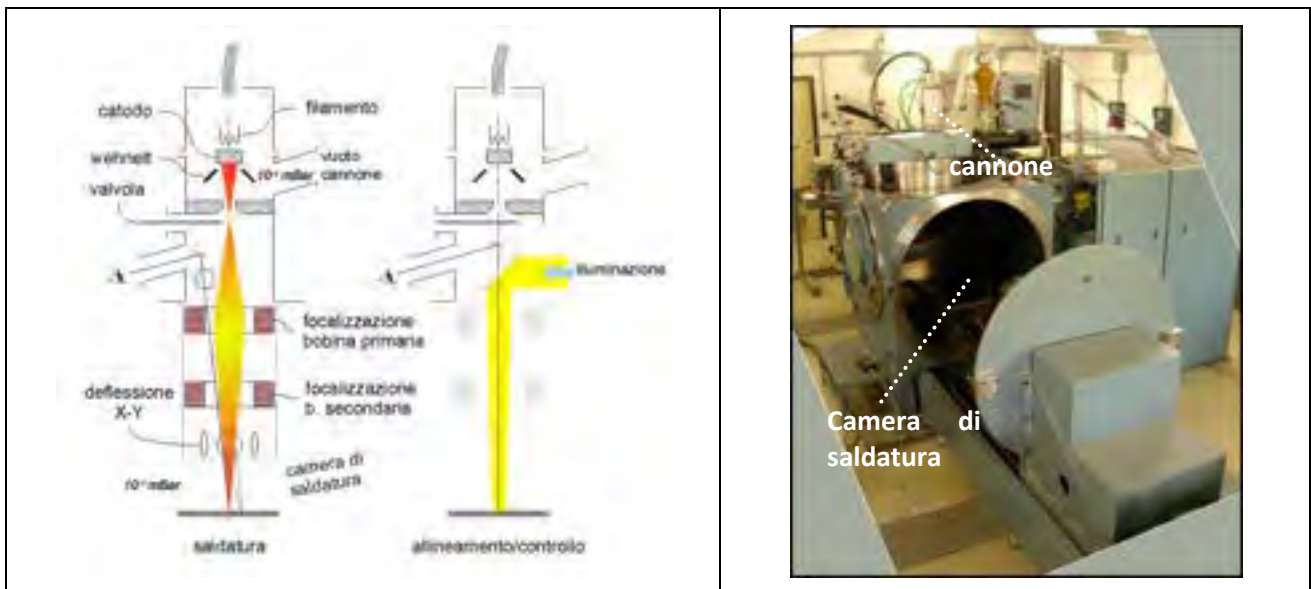 catodo
filamento
wehnelt
vuoto
cannone
valvola
A
A
illuminazione
focalizzazione
bobina primaria
deflessione
X-Y
focalizzazione
b. secondaria
camera di
saldatura
saldatura
allineamento/controllo
cannone
Camera di
saldatura